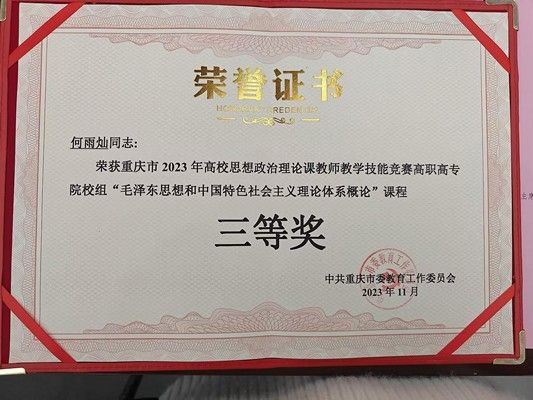 荣誉证书
HONORARY CREDENTIAL
何雨灿同志：
荣获重庆市 2023 年高校思想政治理论课教师教学技能竞赛高职高专
院校组“毛泽东思想和中国特色社会主义理论体系概论”课程
三等奖
中共重庆市委教育工作委员会
2023 年 11 月